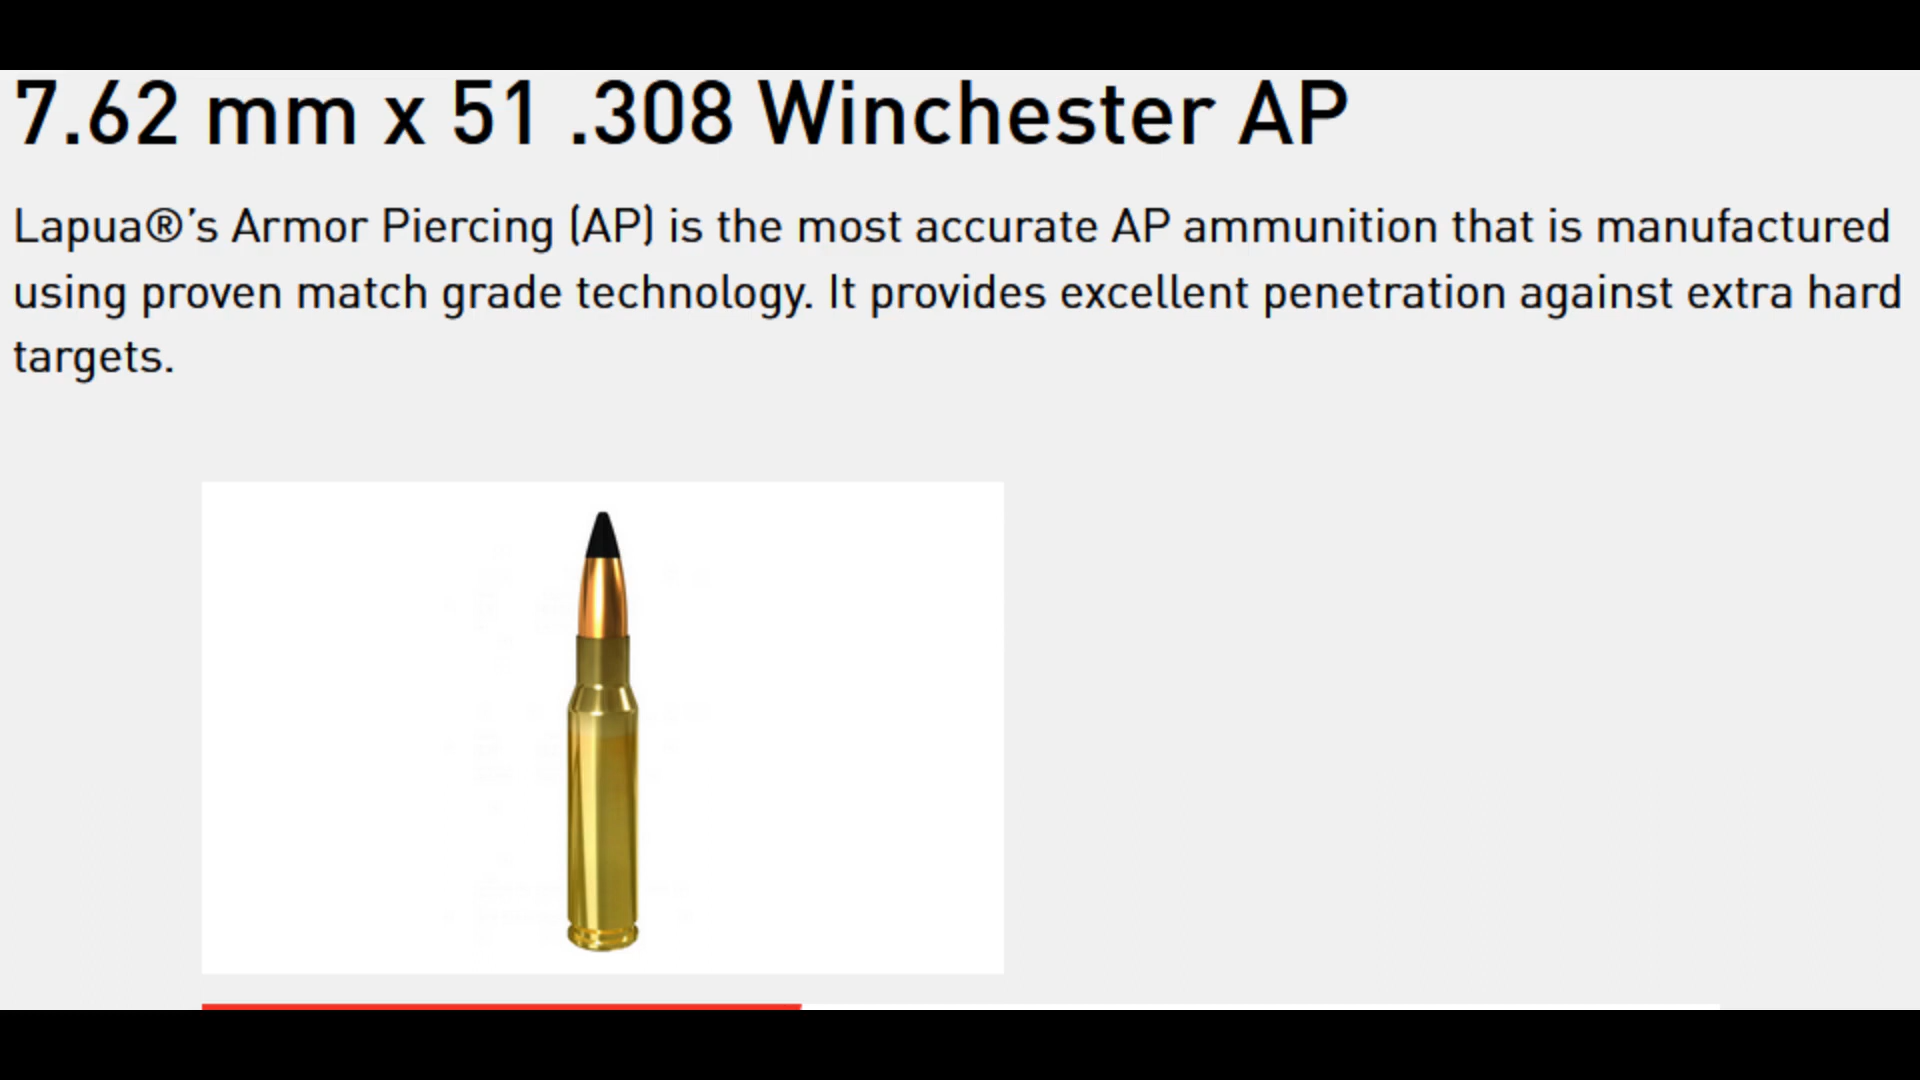 7.62 mm x 51 .308 Winchester AP
Lapua®’s Armor Piercing (AP) is the most accurate AP ammunition that is manufactured
using proven match grade technology. It provides excellent penetration against extra hard
targets.